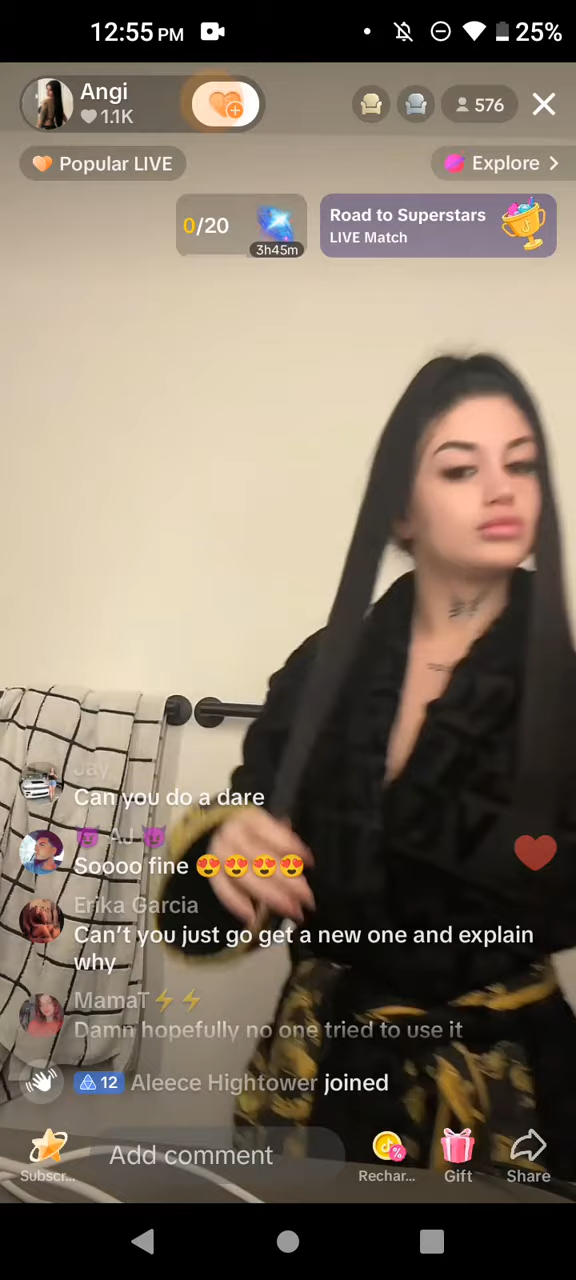 12:55 PM
25%
Angi
1.1K
576
Popular LIVE
Explore >
0/20
3h45m
Road to Superstars
LIVE Match
Jay
Can you do a dare
😈 AJ 😈
Soooo fine 😍😍😍😍
Erika Garcia
Can't you just go get a new one and explain
why
MamaT⚡⚡
Damn hopefully no one tried to use it
12 Aleece Hightower joined
Add comment
Subscr...
Rechar...
Gift
Share